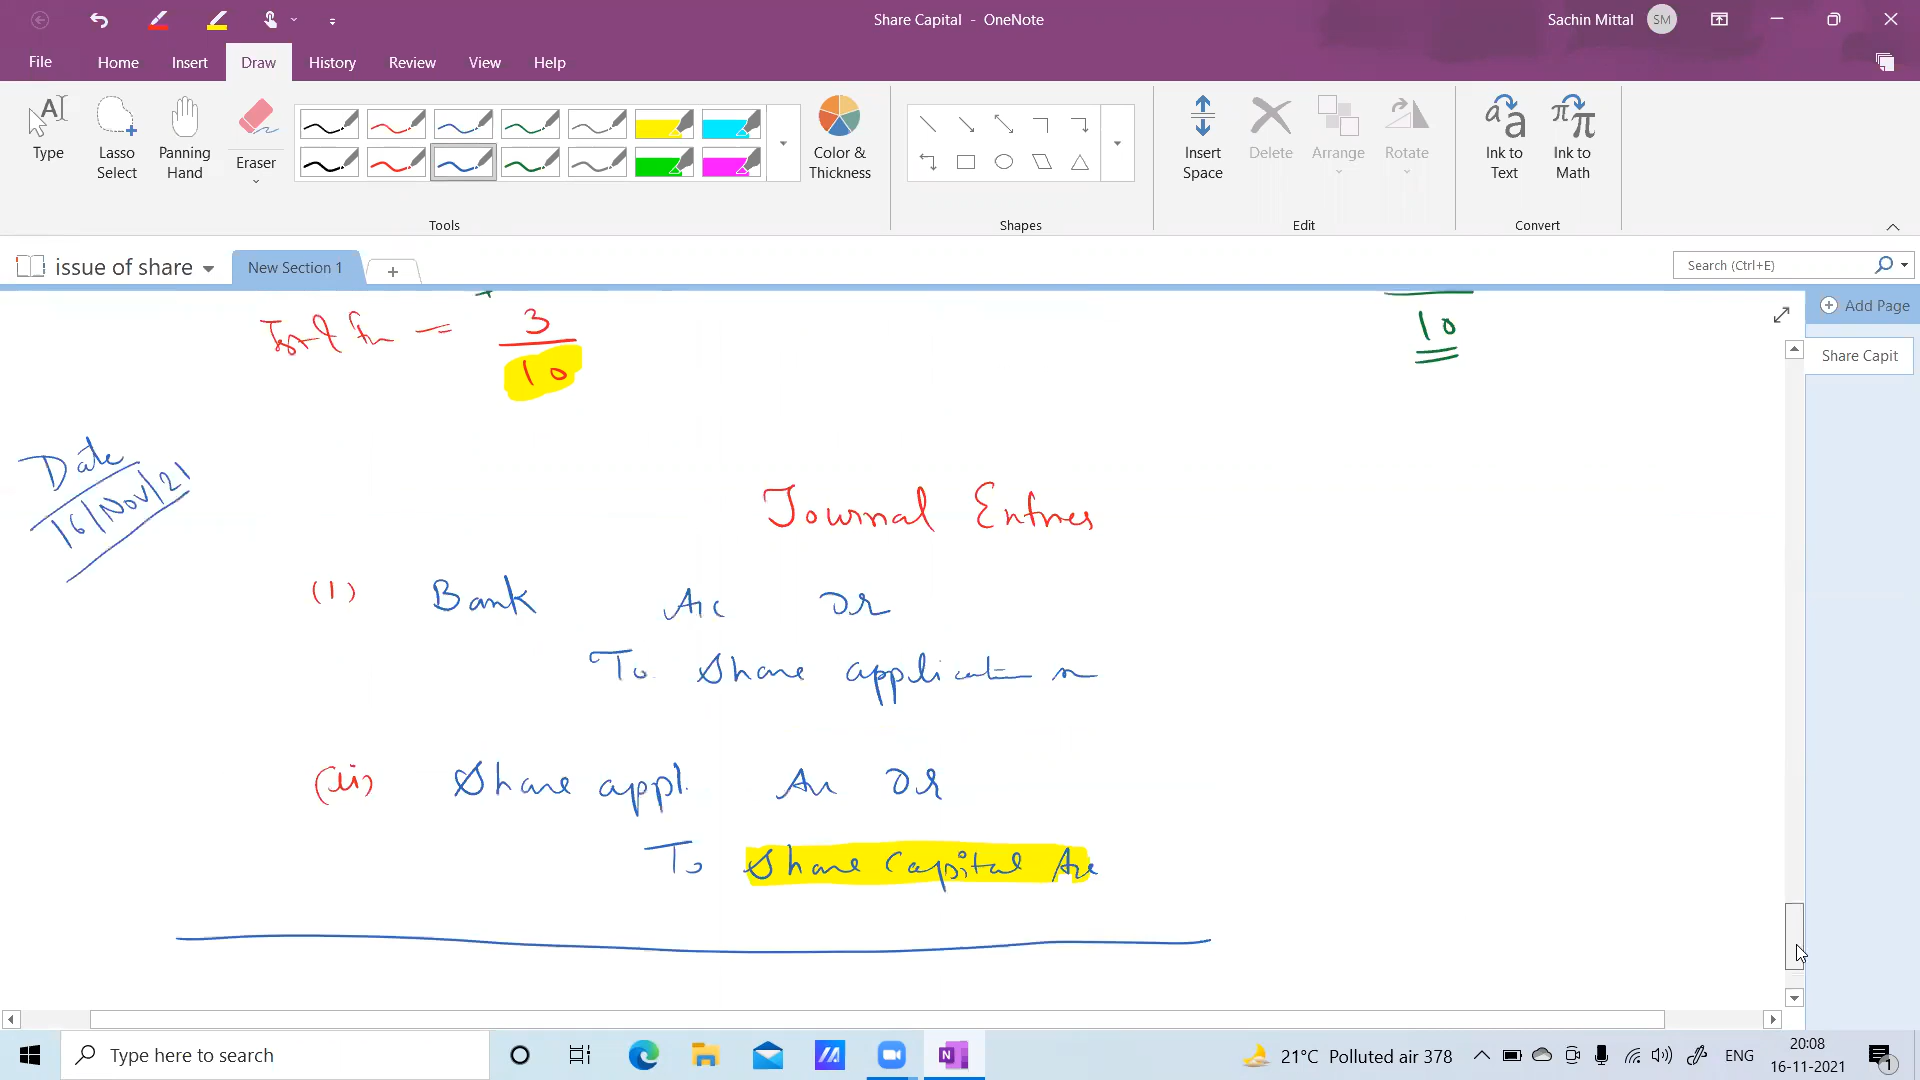 Share Capital - OneNote
Sachin Mittal SM
File Home Insert Draw History Review View Help
Type
Lasso Select
Panning Hand
Eraser
Color & Thickness
Insert Space
Delete
Arrange
Rotate
Ink to Text
Ink to Math
Tools Shapes Edit Convert
issue of share New Section 1 +
Search (Ctrl+E)
Add Page
Share Capit
= 3
10
10
Date
16/Nov/21
Journal Entries
(1) Bank A/c Dr
To Share application
(ii) Share appl. A/c Dr
To Share Capital A/c
Type here to search
21°C Polluted air 378
ENG
20:08
16-11-2021
1